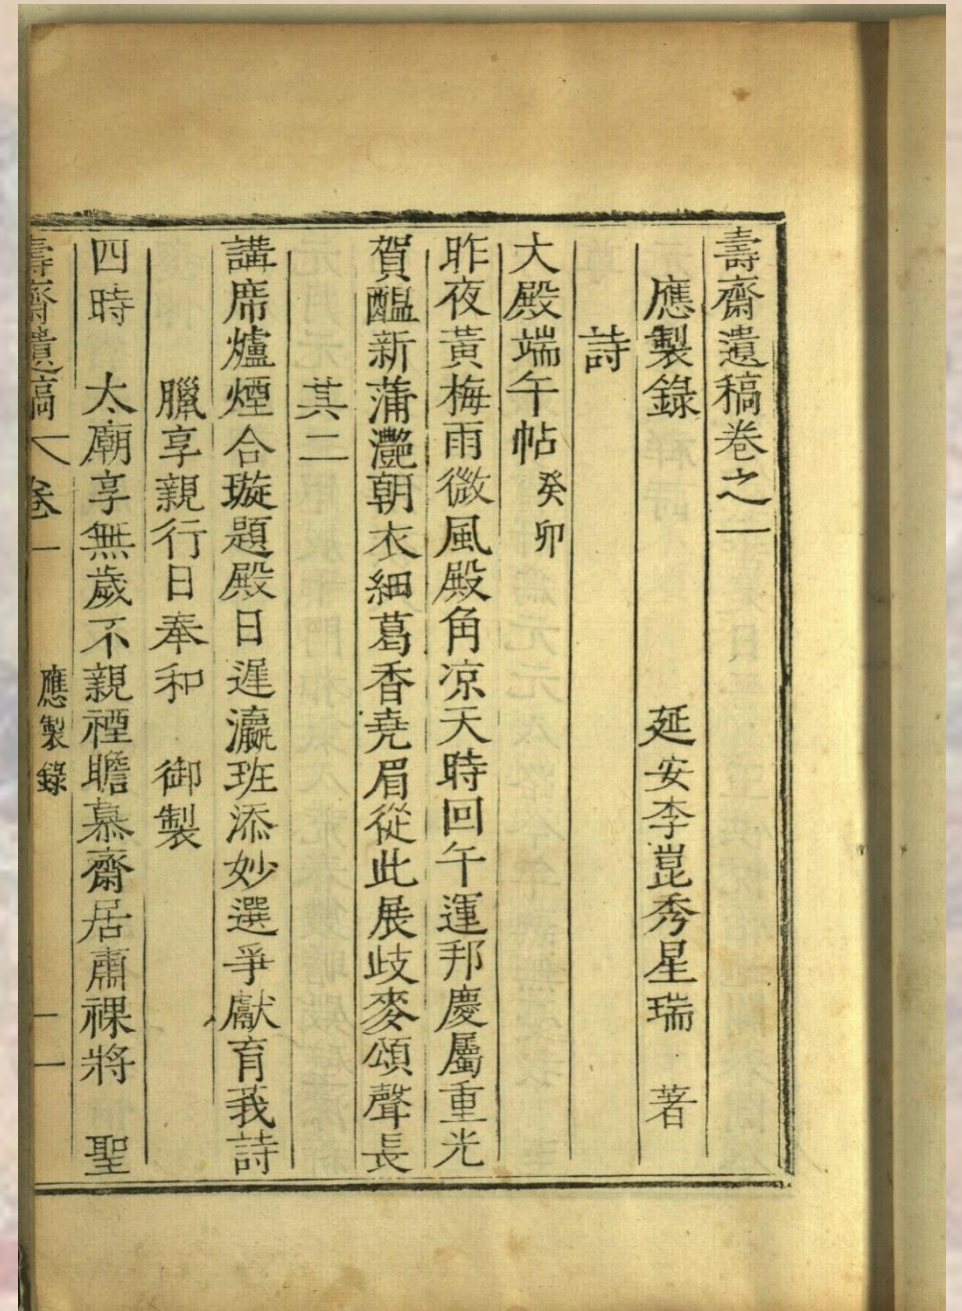 壽齋遺稿卷之一
應製錄 延安李崑秀星瑞 著
詩
大殿端午帖 癸卯
昨夜黃梅雨微風殿角凉天時回午運邦慶屬重光
賀醞新蒲灔朝衣細葛香堯眉從此展歧麥頌聲長
其二
講席爐煙合璇題殿日遲瀛班添妙選爭獻育莪詩
臘享親行日奉和 御製
四時 太廟享無歲不親禋瞻慕齋居肅祼將 聖
壽齋遺稿 卷一 應製錄 一